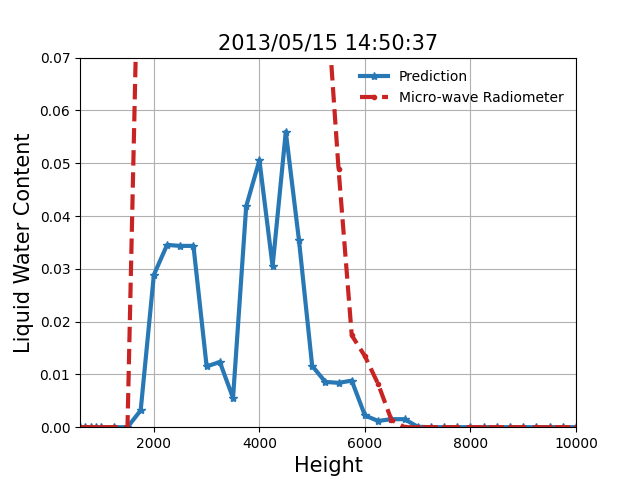 2013/05/15 14:50:37
0.07
0.06
0.05
0.04
0.03
0.02
0.01
0.00
Liquid Water Content
Prediction
Micro-wave Radiometer
2000 4000 6000 8000 10000
Height